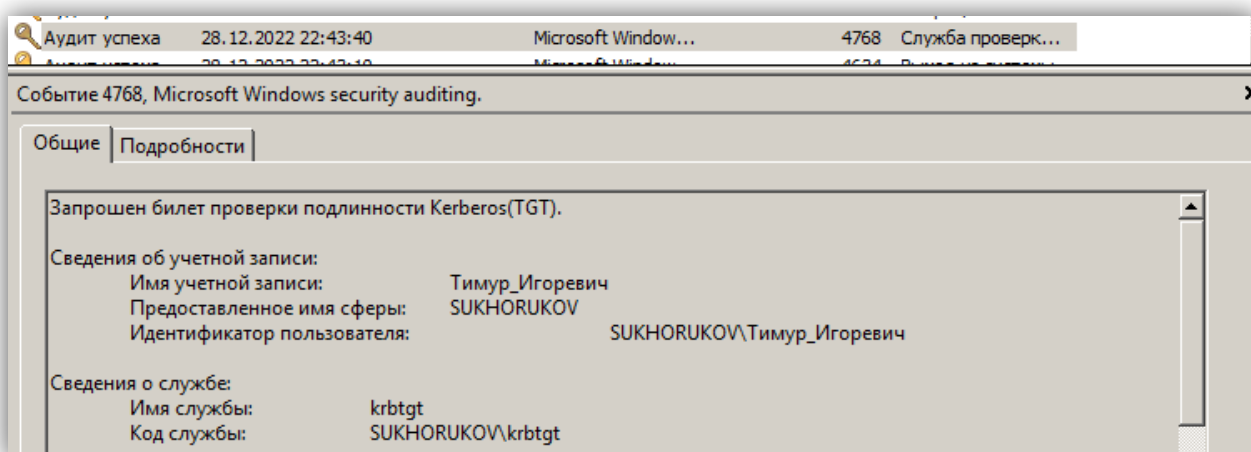 Аудит успеха 28.12.2022 22:43:40 Microsoft Window... 4768 Служба проверк...
Событие 4768, Microsoft Windows security auditing.
Общие Подробности
Запрошен билет проверки подлинности Kerberos(TGT).
Сведения об учетной записи:
Имя учетной записи: Тимур_Игоревич
Предоставленное имя сферы: SUKHORUKOV
Идентификатор пользователя: SUKHORUKOV\Тимур_Игоревич
Сведения о службе:
Имя службы: krbtgt
Код службы: SUKHORUKOV\krbtgt